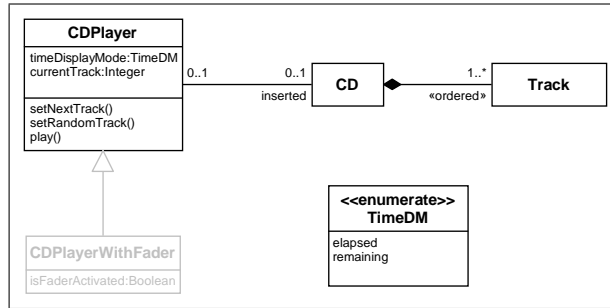 CDPlayer
timeDisplayMode:TimeDM
currentTrack:Integer
setNextTrack()
setRandomTrack()
play()
0..1
0..1
inserted
CD
1..*
«ordered»
Track
CDPlayerWithFader
isFaderActivated:Boolean
<<enumerate>>
TimeDM
elapsed
remaining